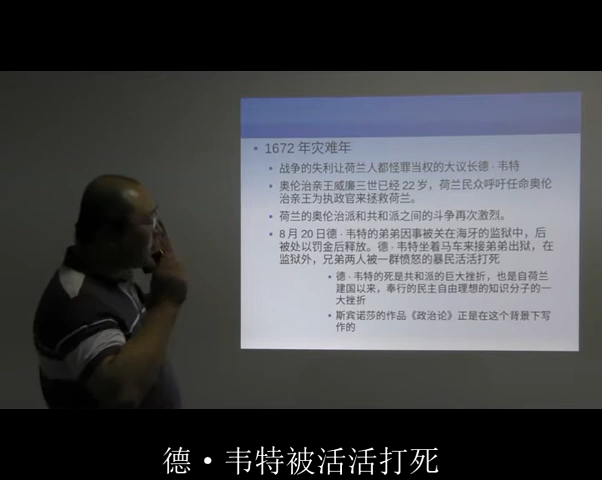 1672 年灾难年
战争的失利让荷兰人都怪罪当权的大议长德·韦特
奥伦治亲王威廉三世已经 22 岁，荷兰民众呼吁任命奥伦
治亲王为执政官来拯救荷兰。
荷兰的奥伦治派和共和派之间的斗争再次激烈。
8 月 20 日德·韦特的弟弟因事被关在海牙的监狱中，后
被处以罚金后释放。德·韦特坐着马车来接弟弟出狱，在
监狱外，兄弟两人被一群愤怒的暴民活活打死
德·韦特的死是共和派的巨大挫折，也是自荷兰
建国以来，奉行的民主自由理想的知识分子的一
大挫折
斯宾诺莎的作品《政治论》正是在这个背景下写
作的
德·韦特被活活打死